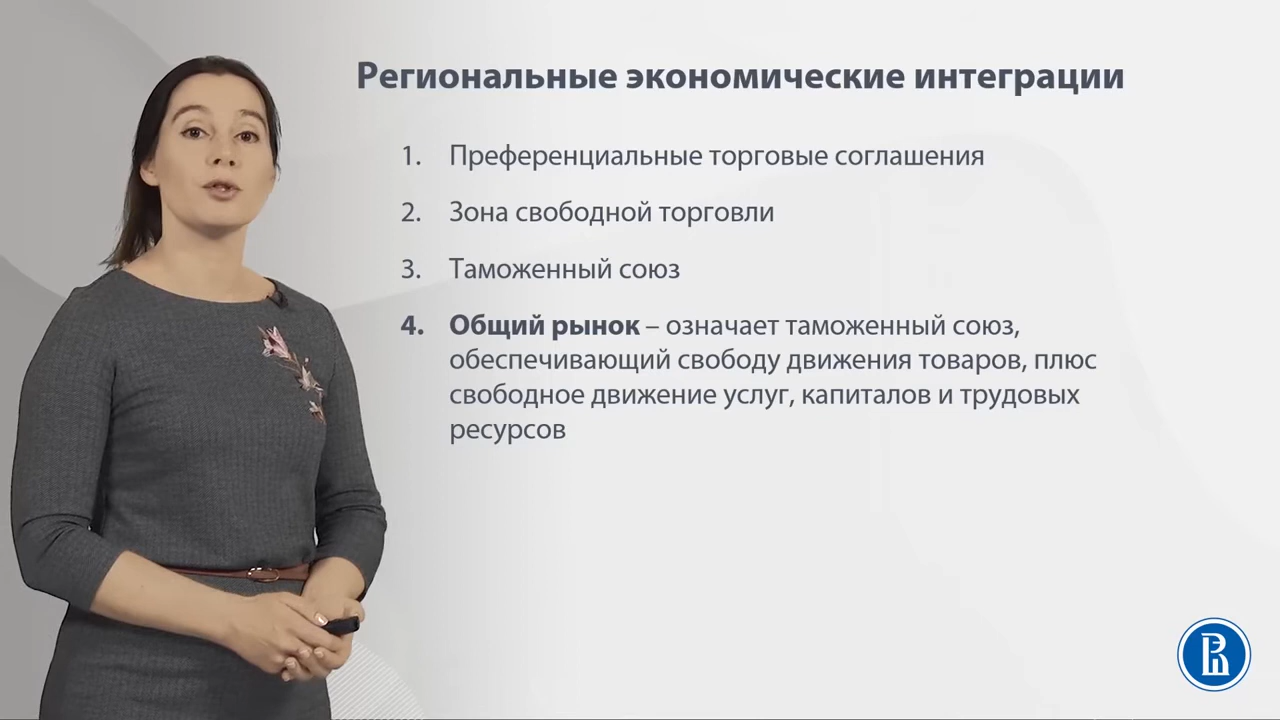 Региональные экономические интеграции
1. Преференциальные торговые соглашения
2. Зона свободной торговли
3. Таможенный союз
4. Общий рынок – означает таможенный союз,
обеспечивающий свободу движения товаров, плюс
свободное движение услуг, капиталов и трудовых
ресурсов